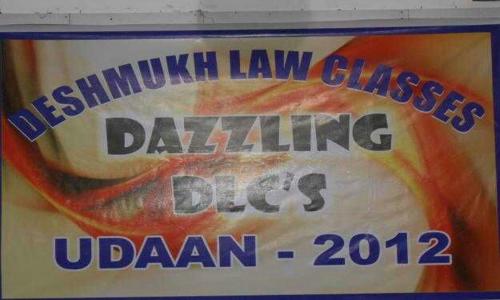 DESHMUKH LAW CLASSES
DAZZLING
DLC'S
UDAAN - 2012